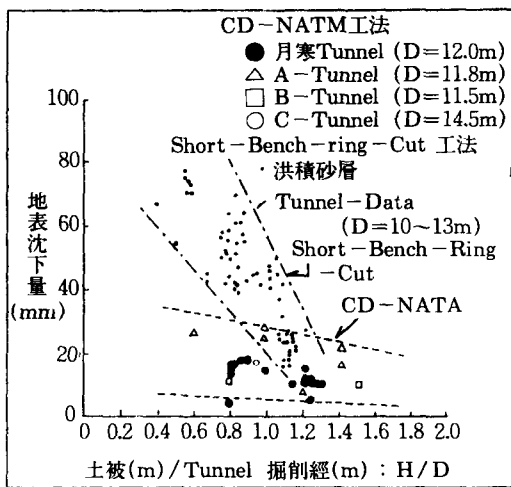 CD-NATM工法
● 月寒Tunnel (D=12.0m)
△ A-Tunnel (D=11.8m)
□ B-Tunnel (D=11.5m)
○ C-Tunnel (D=14.5m)
Short-Bench-ring-Cut 工法
・ 洪積砂層
Tunnel-Data
(D=10~13m)
Short-Bench-Ring
-Cut
CD-NATA
地表沈下量
(mm)
100
80
60
40
20
0
0.2 0.4 0.6 0.8 1.0 1.2 1.4 1.6 1.8 2.0
土被(m)/Tunnel 掘削經(m) : H/D